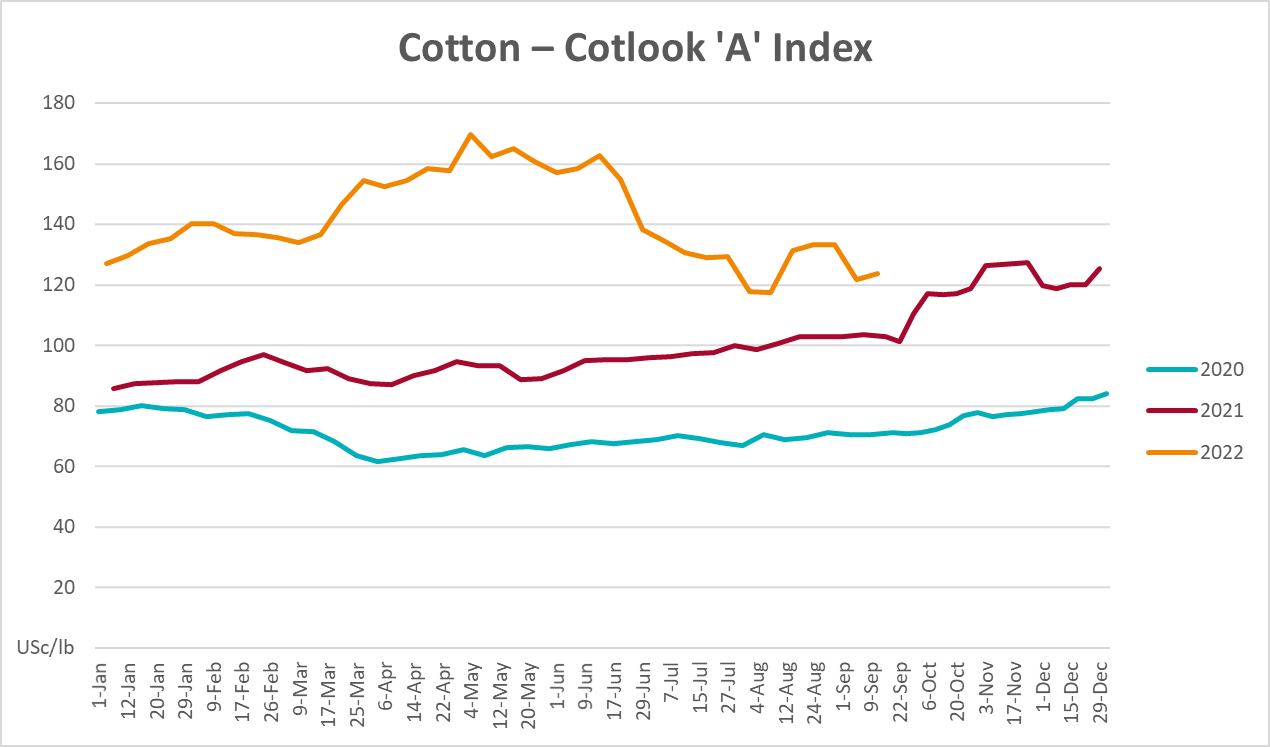 Cotton – Cotlook 'A' Index
180
160
140
120
100
80
60
40
20
USc/lb
1-Jan
12-Jan
20-Jan
29-Jan
9-Feb
17-Feb
26-Feb
9-Mar
17-Mar
25-Mar
6-Apr
14-Apr
22-Apr
4-May
12-May
20-May
1-Jun
9-Jun
17-Jun
29-Jun
7-Jul
15-Jul
27-Jul
4-Aug
12-Aug
24-Aug
1-Sep
9-Sep
22-Sep
6-Oct
20-Oct
3-Nov
17-Nov
1-Dec
15-Dec
29-Dec
2020
2021
2022